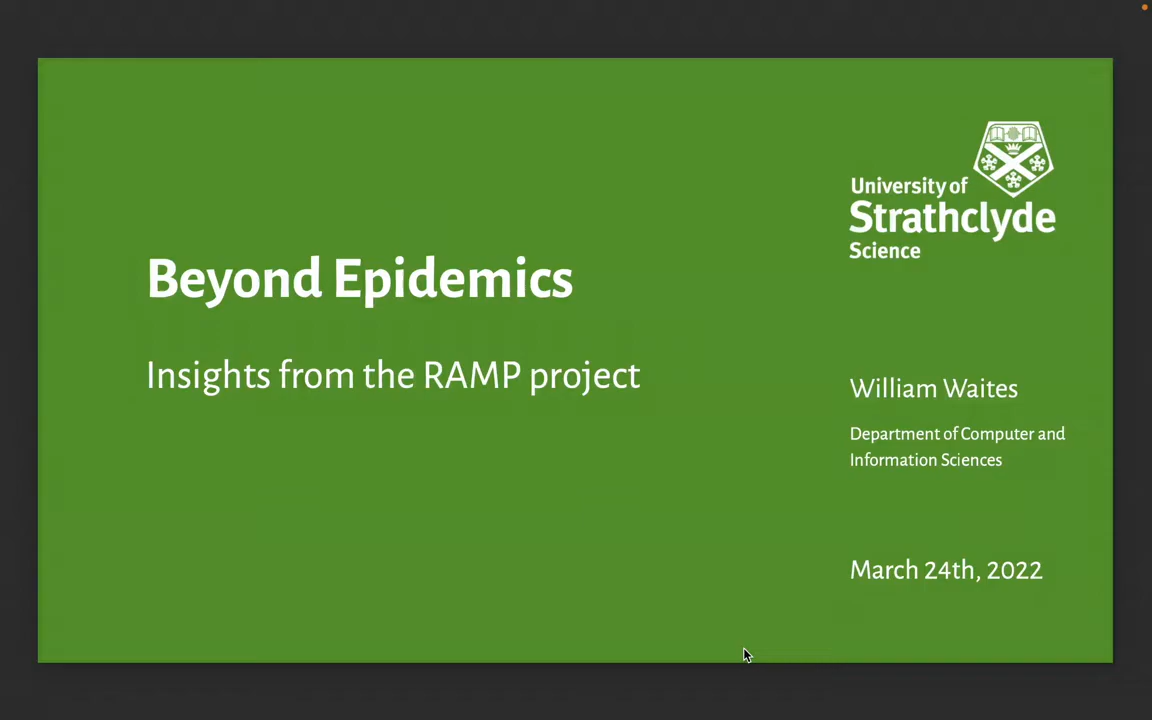 University of
Strathclyde
Science
Beyond Epidemics
Insights from the RAMP project
William Waites
Department of Computer and
Information Sciences
March 24th, 2022